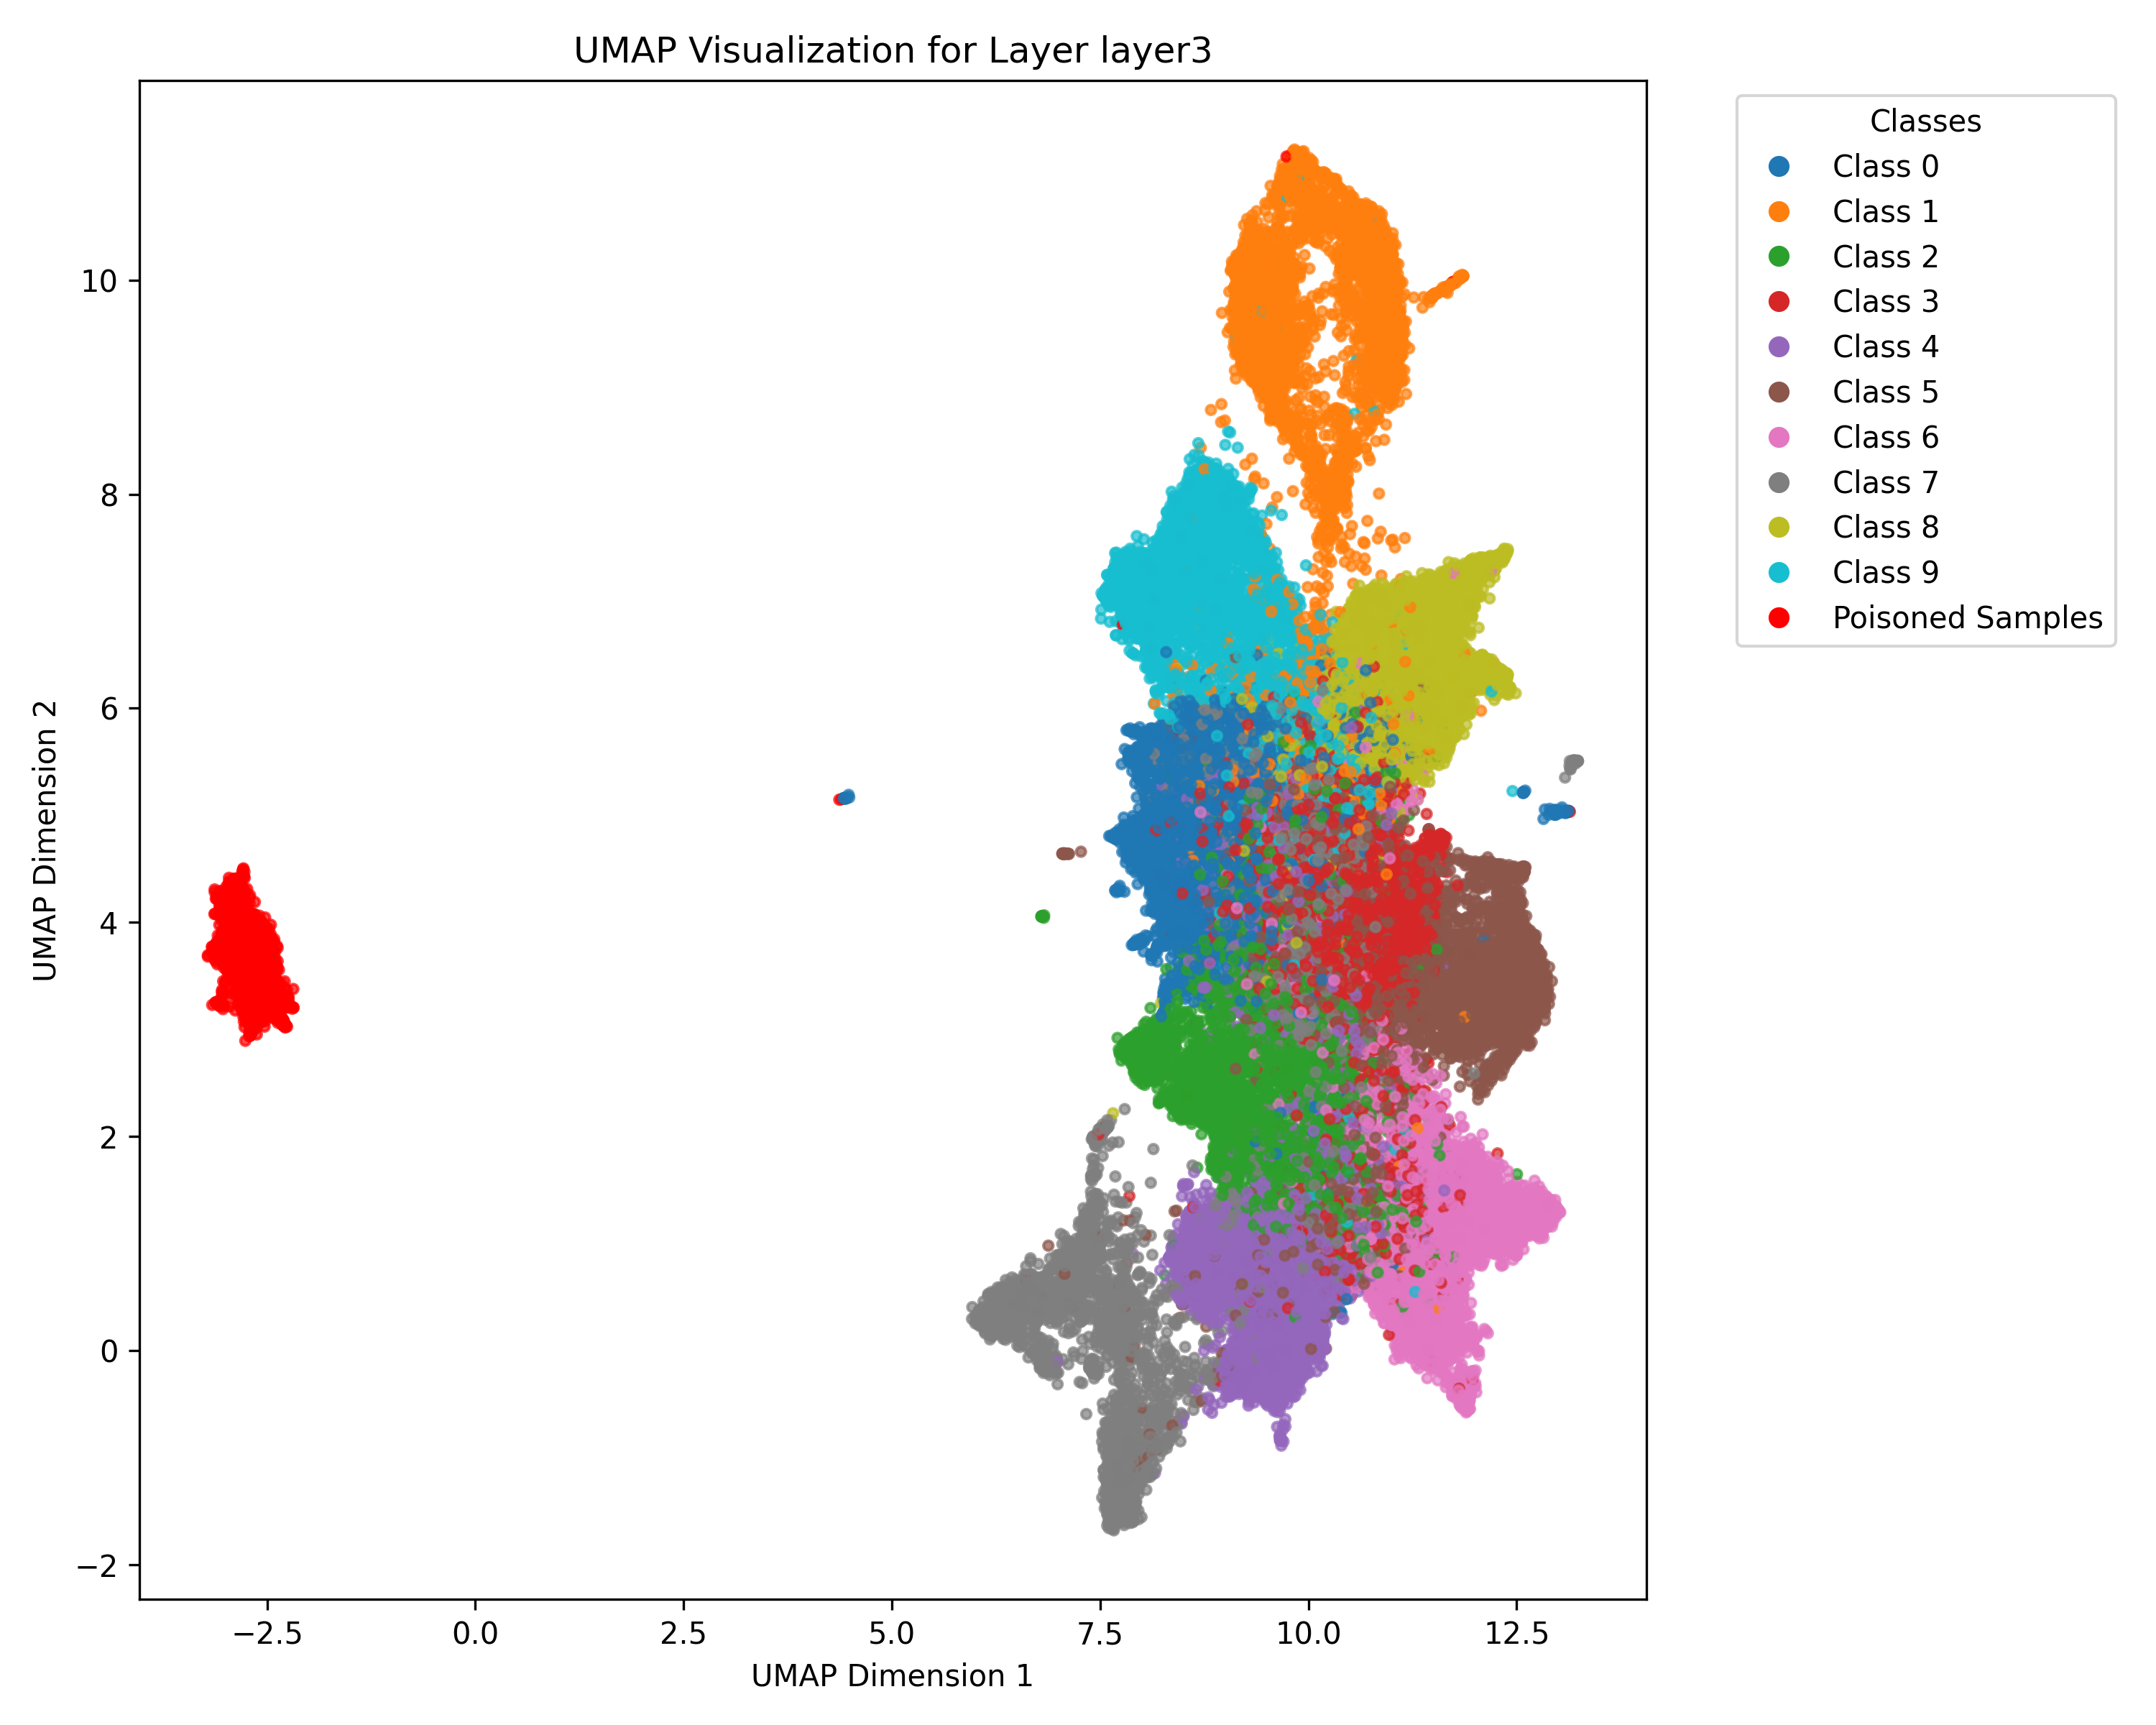 UMAP Visualization for Layer layer3
UMAP Dimension 2
10
8
6
4
2
0
−2
−2.5
0.0
2.5
5.0
7.5
10.0
12.5
UMAP Dimension 1
Classes
Class 0
Class 1
Class 2
Class 3
Class 4
Class 5
Class 6
Class 7
Class 8
Class 9
Poisoned Samples